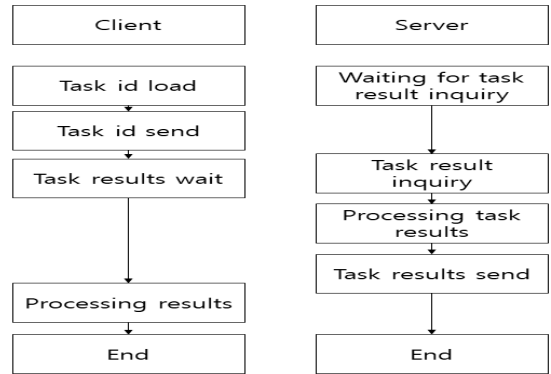 Client
Server
Task id load
Task id send
Task results wait
Processing results
End
Waiting for task
result inquiry
Task result
inquiry
Processing task
results
Task results send
End